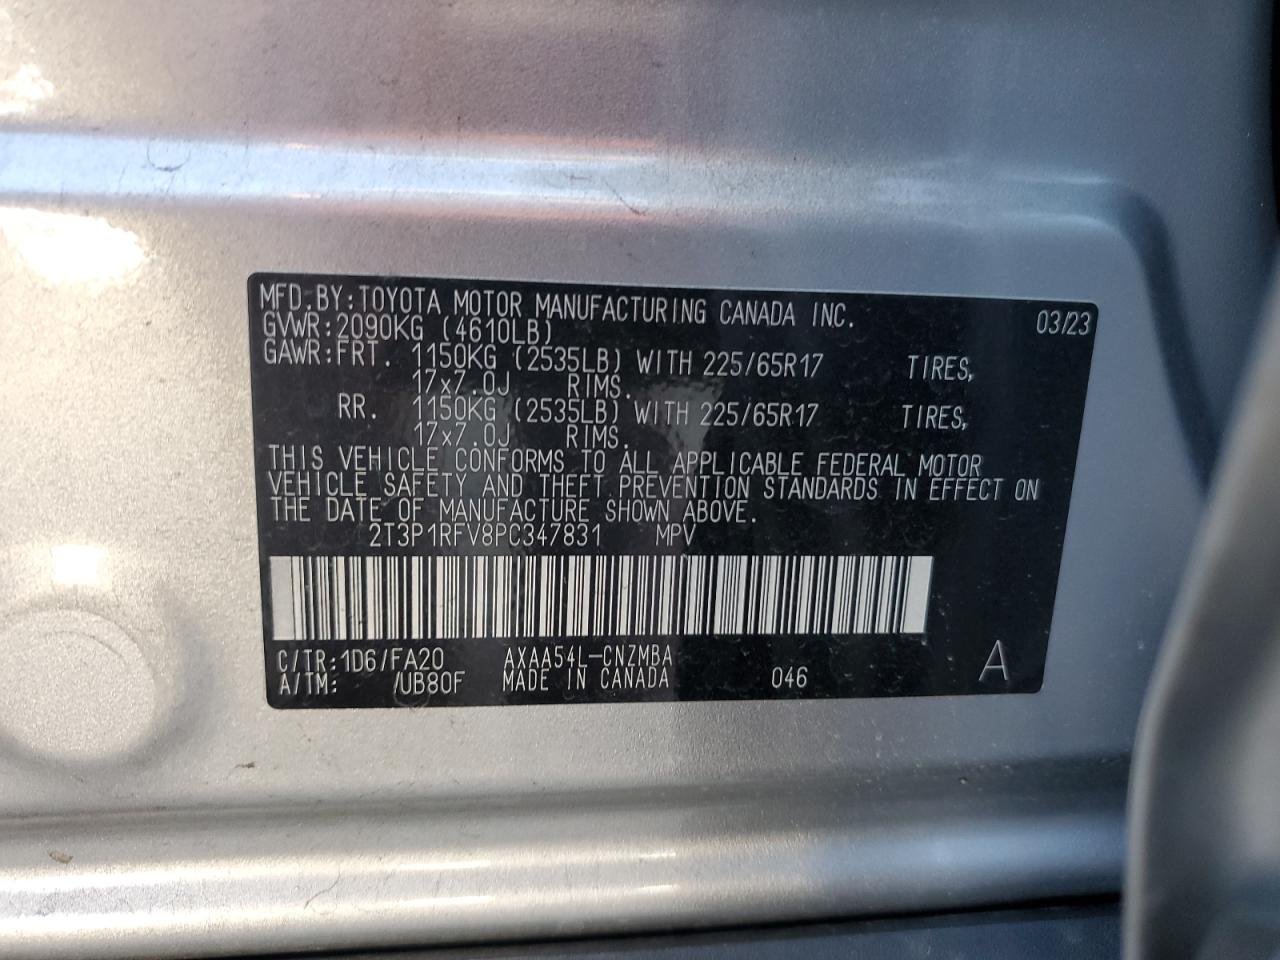 MFD.BY:TOYOTA MOTOR MANUFACTURING CANADA INC. 03/23
GVWR:2090KG (4610LB)
GAWR:FRT. 1150KG (2535LB) WITH 225/65R17 TIRES,
17x7.0J RIMS.
RR. 1150KG (2535LB) WITH 225/65R17 TIRES,
17x7.0J RIMS.
THIS VEHICLE CONFORMS TO ALL APPLICABLE FEDERAL MOTOR
VEHICLE SAFETY AND THEFT PREVENTION STANDARDS IN EFFECT ON
THE DATE OF MANUFACTURE SHOWN ABOVE.
2T3P1RFV8PC347831 MPV
C/TR:1D6/FA20 AXAA54L-CNZMBA
A/TM: /UB80F MADE IN CANADA 046 A